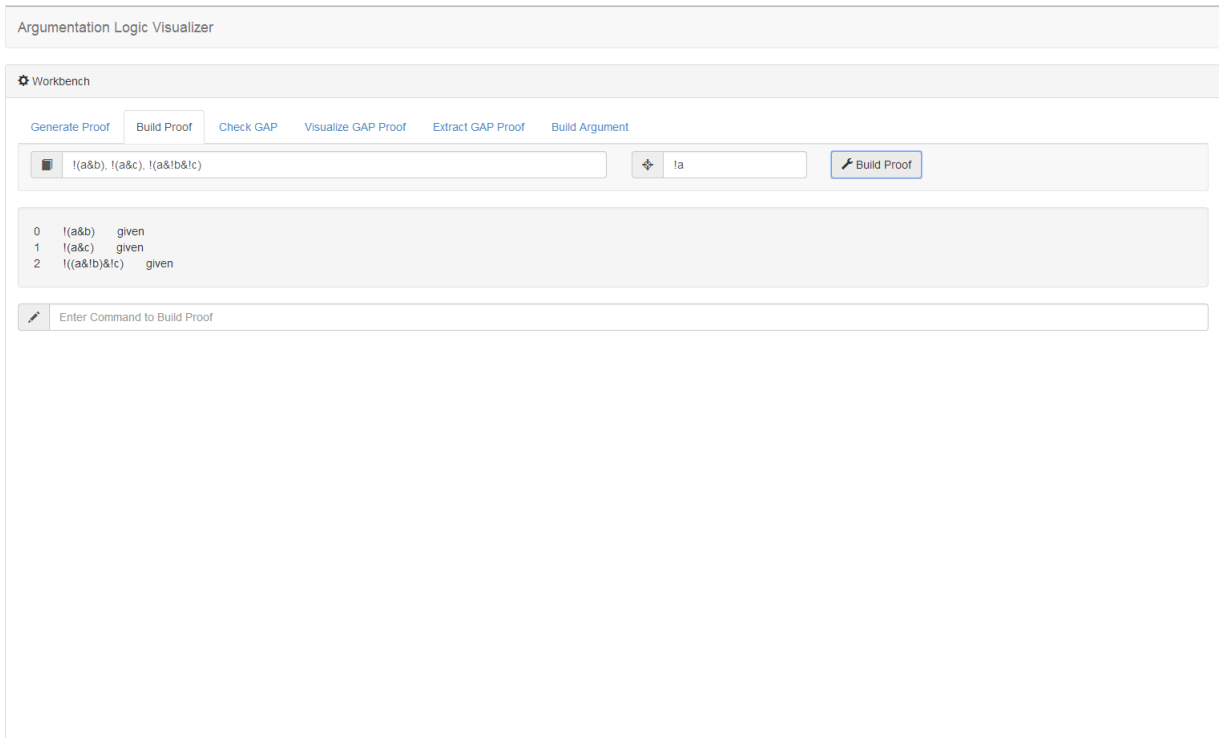 Argumentation Logic Visualizer
Workbench
Generate Proof Build Proof Check GAP Visualize GAP Proof Extract GAP Proof Build Argument
!(a&b), !(a&c), !(a&!b&!c) !a Build Proof
0 !(a&b) given
1 !(a&c) given
2 !((a&!b)&!c) given
Enter Command to Build Proof